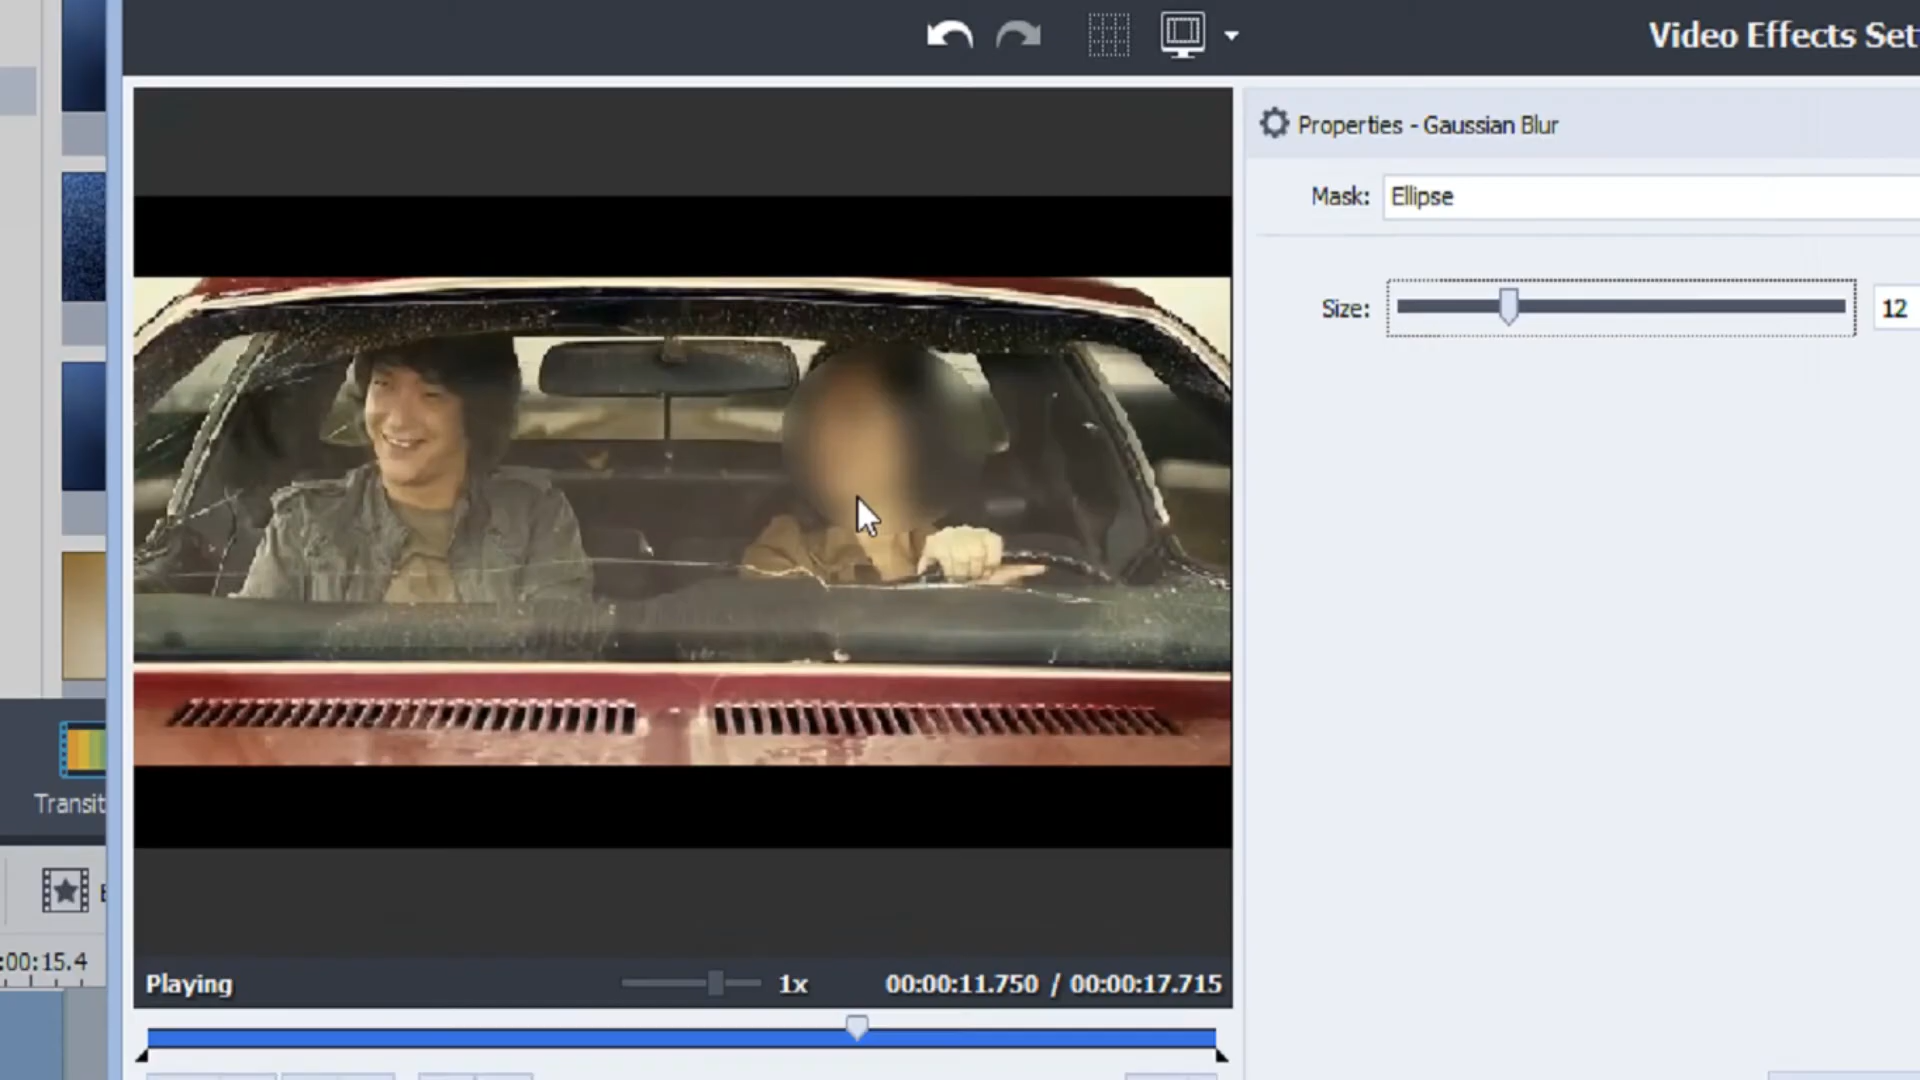 Video Effects Set
Properties - Gaussian Blur
Mask: Ellipse
Size: 12
Transit
:00:15.4
Playing 1x 00:00:11.750 / 00:00:17.715